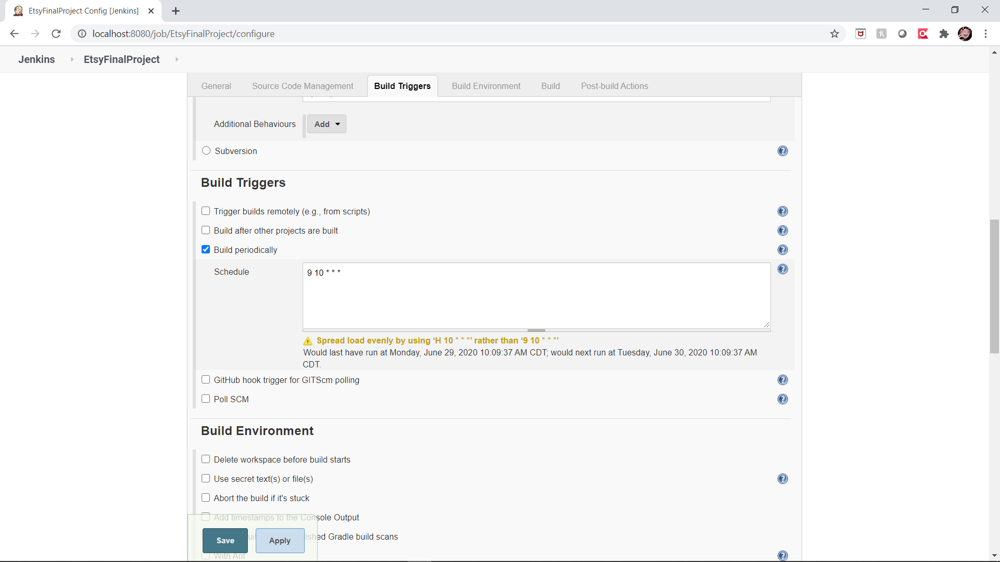 EtsyFinalProject Config [Jenkins]
localhost:8080/job/EtsyFinalProject/configure
Jenkins EtsyFinalProject
General Source Code Management Build Triggers Build Environment Build Post-build Actions
Additional Behaviours Add
Subversion
Build Triggers
Trigger builds remotely (e.g., from scripts)
Build after other projects are built
Build periodically
Schedule 9 10 * * *
Spread load evenly by using ‘H 10 * * *’ rather than ‘9 10 * * *’
Would last have run at Monday, June 29, 2020 10:09:37 AM CDT; would next run at Tuesday, June 30, 2020 10:09:37 AM
CDT.
GitHub hook trigger for GITScm polling
Poll SCM
Build Environment
Delete workspace before build starts
Use secret text(s) or file(s)
Abort the build if it's stuck
Add timestamps to the Console Output
Gradle build scans
Save Apply
With Ant